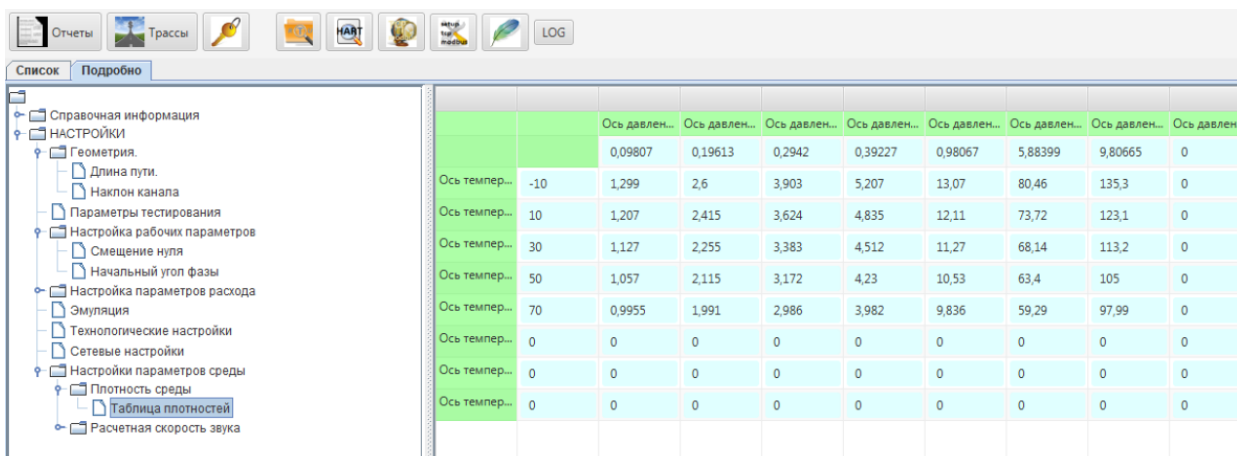 Отчеты Трассы HART setup tcp modbus LOG
Список Подробно
Справочная информация
НАСТРОЙКИ
Геометрия.
Длина пути.
Наклон канала
Параметры тестирования
Настройка рабочих параметров
Смещение нуля
Начальный угол фазы
Настройка параметров расхода
Эмуляция
Технологические настройки
Сетевые настройки
Настройки параметров среды
Плотность среды
Таблица плотностей
Расчетная скорость звука
Ось давлен... Ось давлен... Ось давлен... Ось давлен... Ось давлен... Ось давлен... Ось давлен... Ось давлен
0,09807 0,19613 0,2942 0,39227 0,98067 5,88399 9,80665 0
Ось темпер... -10 1,299 2,6 3,903 5,207 13,07 80,46 135,3 0
Ось темпер... 10 1,207 2,415 3,624 4,835 12,11 73,72 123,1 0
Ось темпер... 30 1,127 2,255 3,383 4,512 11,27 68,14 113,2 0
Ось темпер... 50 1,057 2,115 3,172 4,23 10,53 63,4 105 0
Ось темпер... 70 0,9955 1,991 2,986 3,982 9,836 59,29 97,99 0
Ось темпер... 0 0 0 0 0 0 0 0 0
Ось темпер... 0 0 0 0 0 0 0 0 0
Ось темпер... 0 0 0 0 0 0 0 0 0